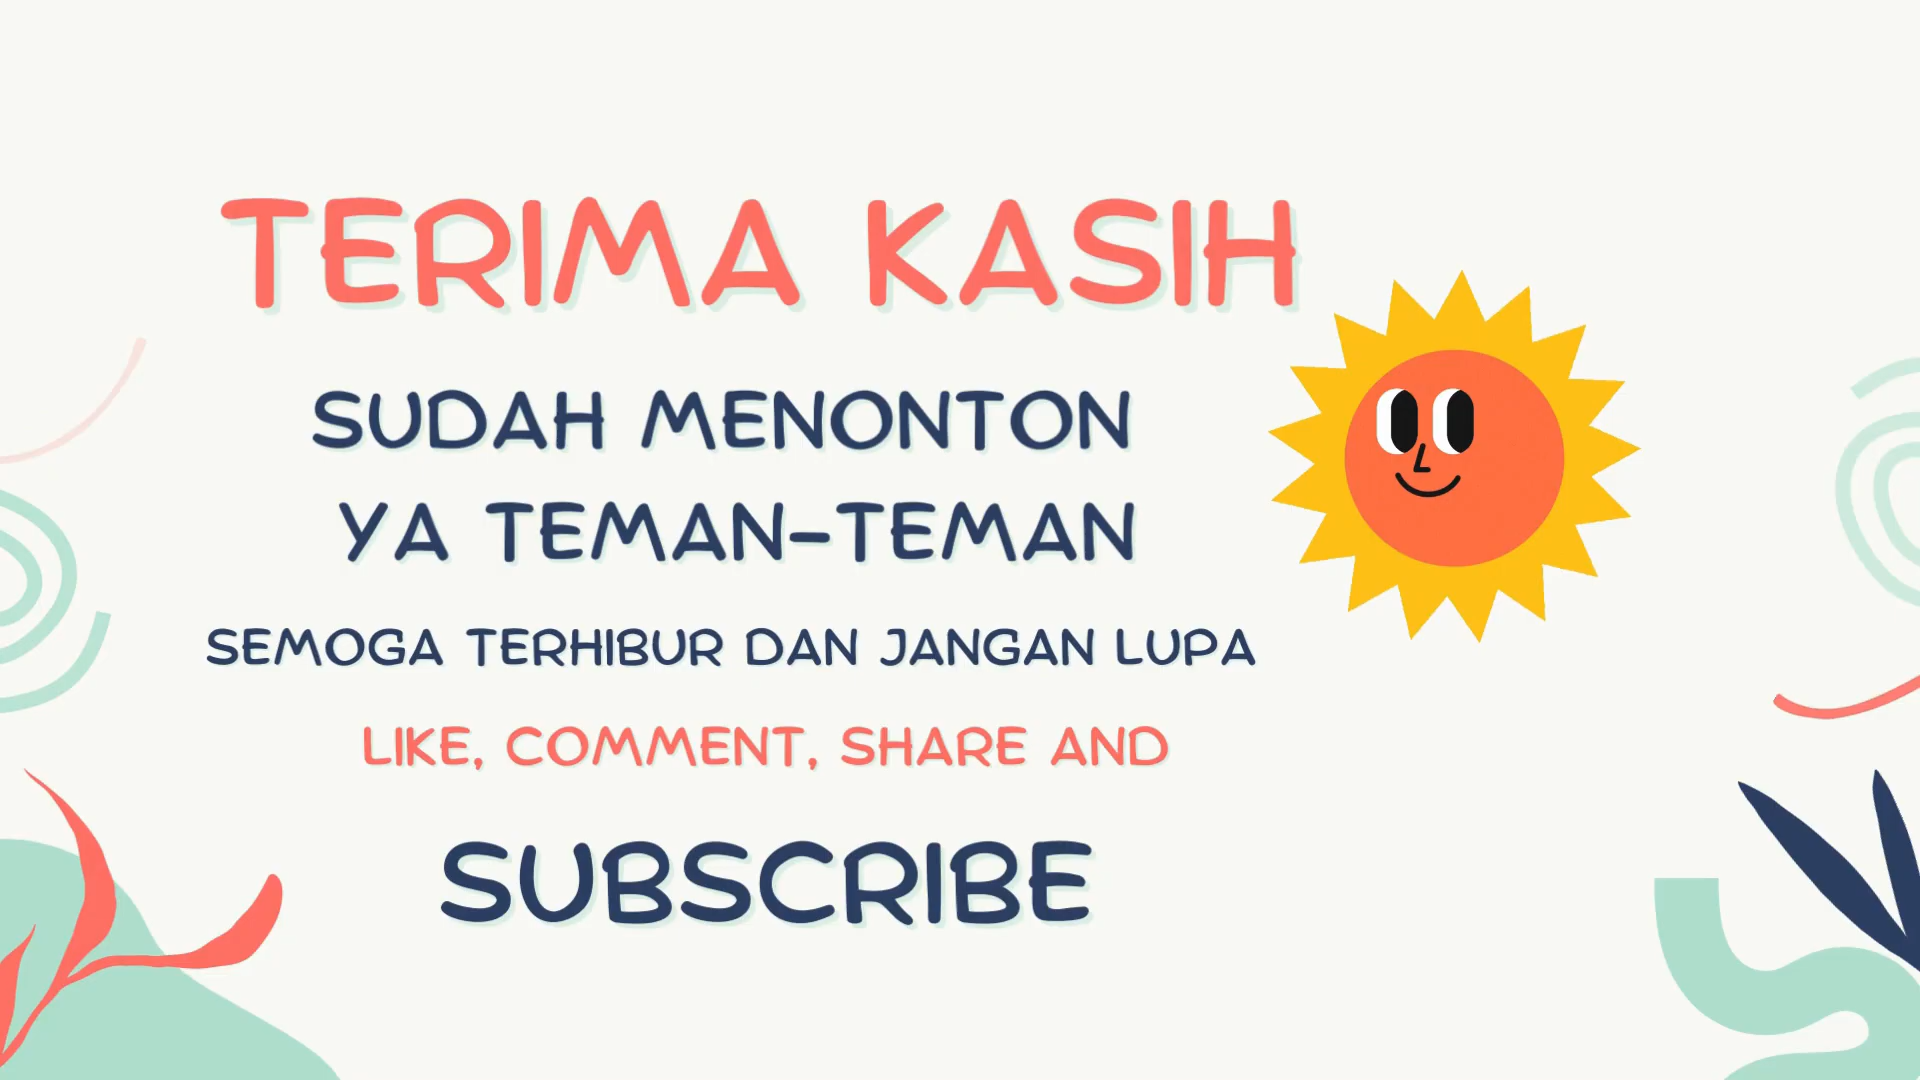 TERIMA KASIH
SUDAH MENONTON
YA TEMAN-TEMAN
SEMOGA TERHIBUR DAN JANGAN LUPA
LIKE, COMMENT, SHARE AND
SUBSCRIBE